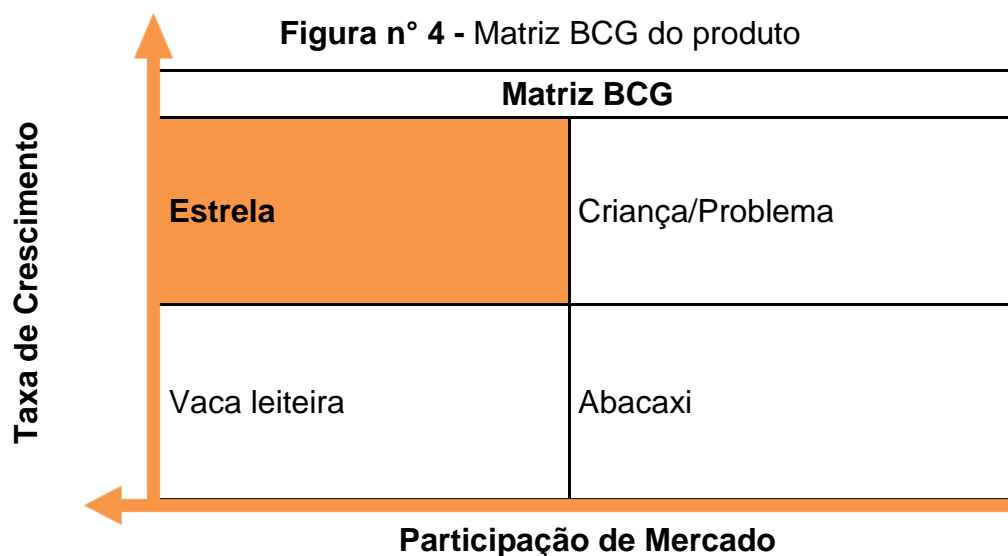 Figura n° 4 - Matriz BCG do produto
Matriz BCG
Taxa de Crescimento
Estrela
Criança/Problema
Vaca leiteira
Abacaxi
Participação de Mercado